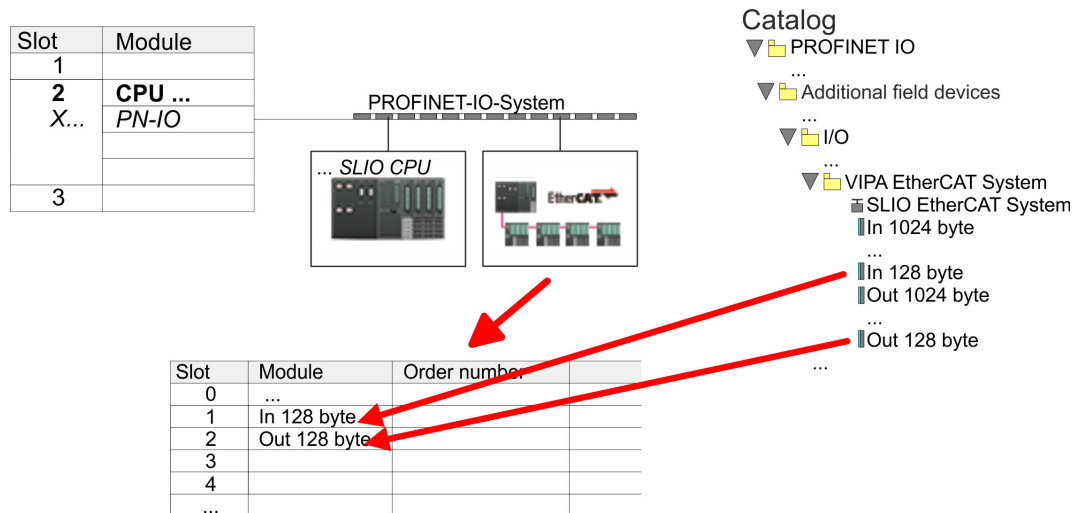 Slot Module
1
2 CPU ...
X... PN-IO
3
PROFINET-IO-System
... SLIO CPU
EtherCAT
Catalog
PROFINET IO
...
Additional field devices
...
I/O
...
VIPA EtherCAT System
SLIO EtherCAT System
In 1024 byte
...
In 128 byte
Out 1024 byte
...
Out 128 byte
...
Slot Module Order number
0 ...
1 In 128 byte
2 Out 128 byte
3
4
...